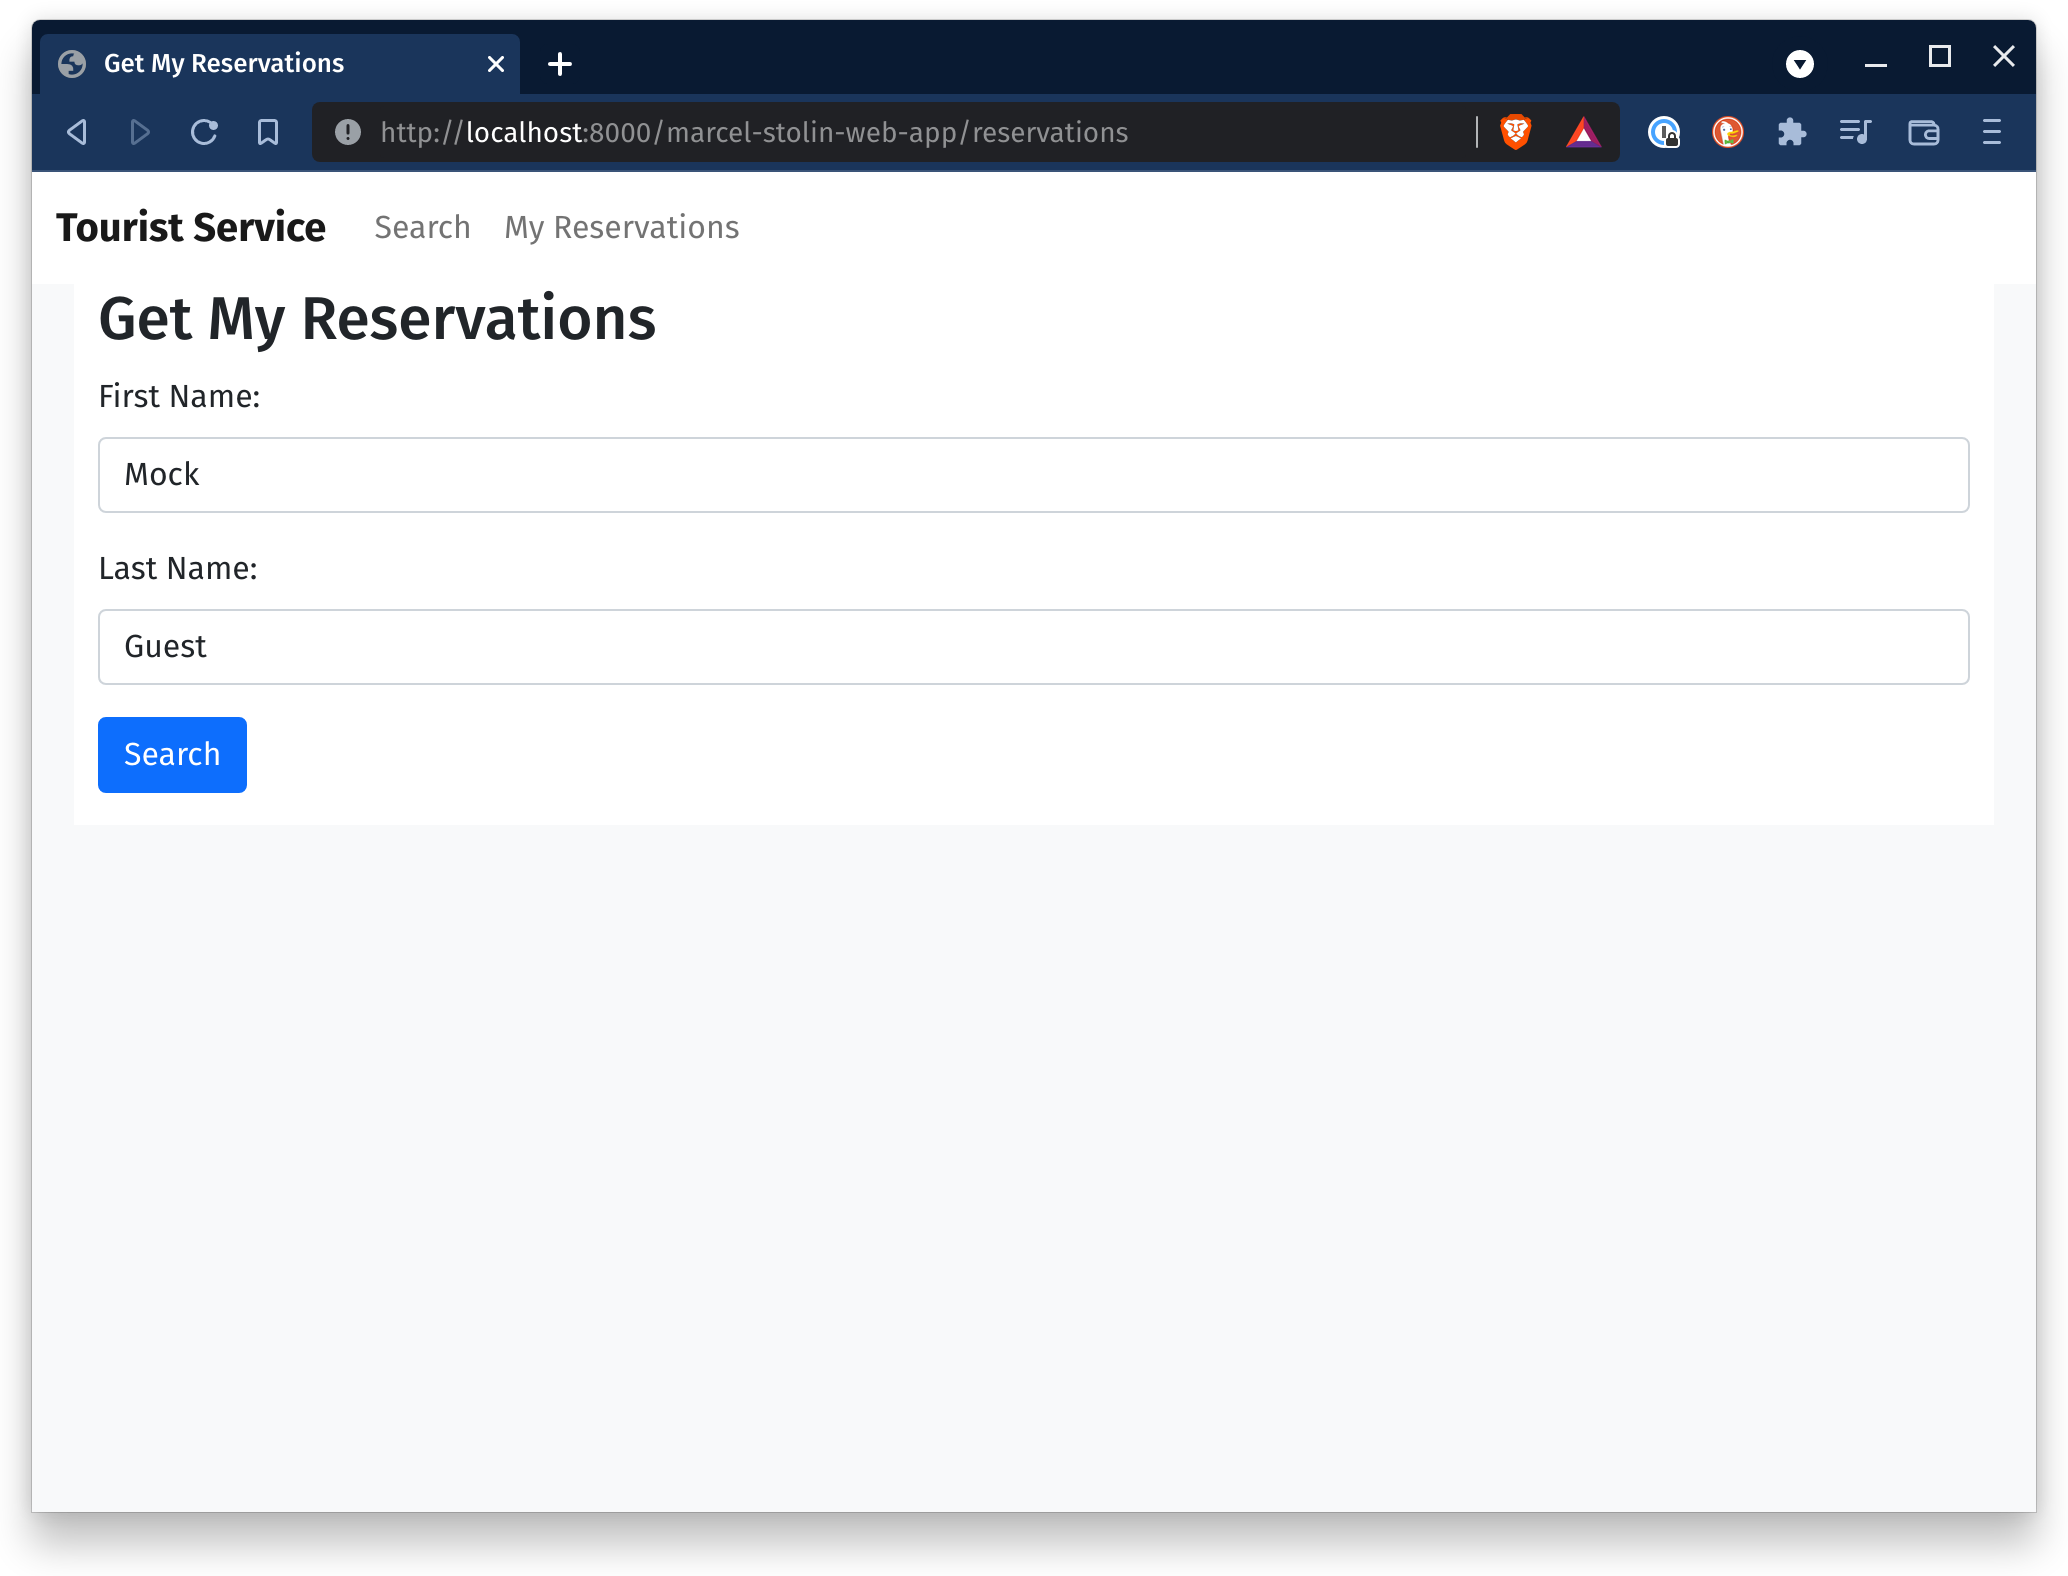 Get My Reservations
http://localhost:8000/marcel-stolin-web-app/reservations
Tourist Service Search My Reservations
Get My Reservations
First Name:
Mock
Last Name:
Guest
Search